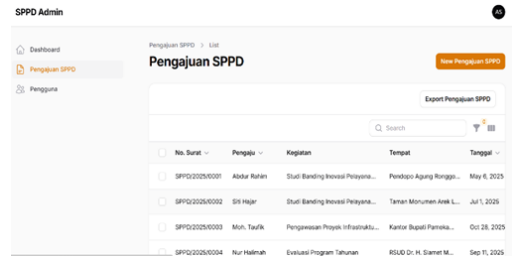 SPPD Admin
AS
Dashboard
Pengajuan SPPD > List
Pengajuan SPPD
Pengajuan SPPD
New Pengajuan SPPD
Pengguna
Export Pengajuan SPPD
Search
No. Surat Pengaju Kegiatan Tempat Tanggal
SPPD/2025/0001 Abdur Rahim Studi Banding Inovasi Pelayana... Pendopo Agung Ronggo... May 6, 2025
SPPD/2025/0002 Siti Hajar Studi Banding Inovasi Pelayana... Taman Monumen Arek L... Jul 1, 2025
SPPD/2025/0003 Moh. Taufik Pengawasan Proyek Infrastruktu... Kantor Bupati Pameka... Oct 28, 2025
SPPD/2025/0004 Nur Halimah Evaluasi Program Tahunan RSUD Dr. H. Slamet M... Sep 11, 2025